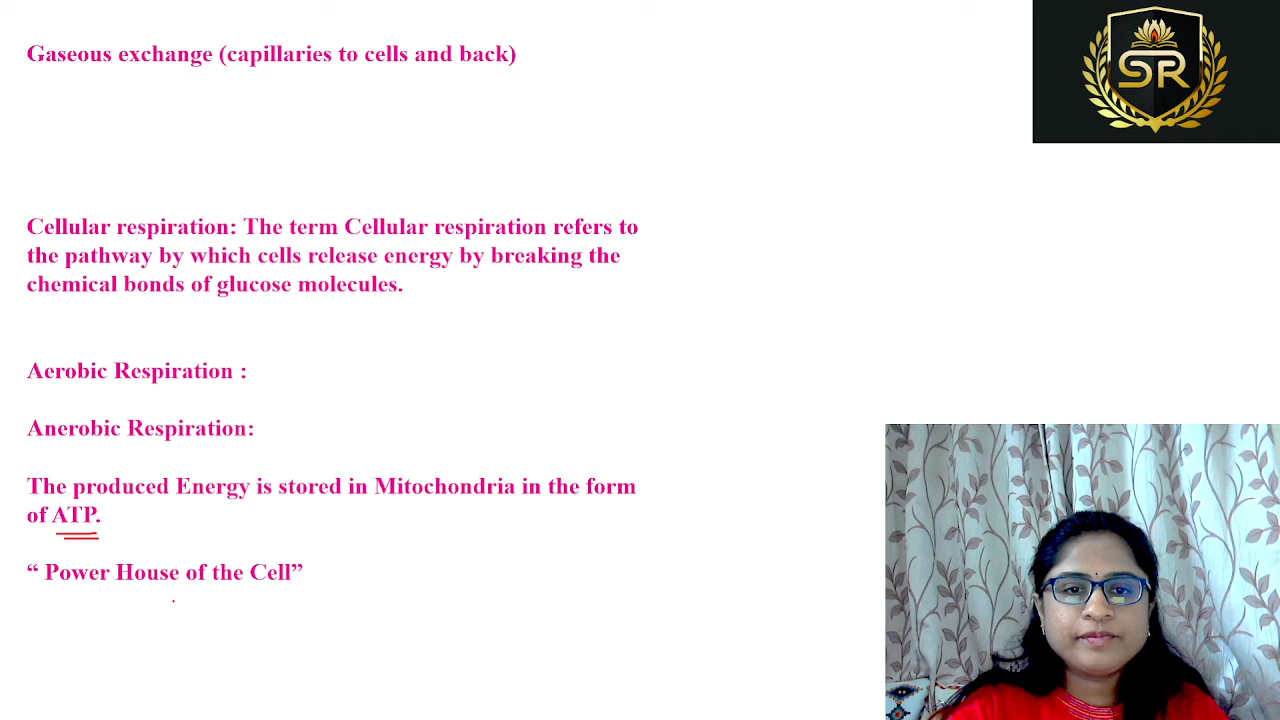 SR
Gaseous exchange (capillaries to cells and back)
Cellular respiration: The term Cellular respiration refers to
the pathway by which cells release energy by breaking the
chemical bonds of glucose molecules.
Aerobic Respiration :
Anerobic Respiration:
The produced Energy is stored in Mitochondria in the form
of ATP.
“ Power House of the Cell”